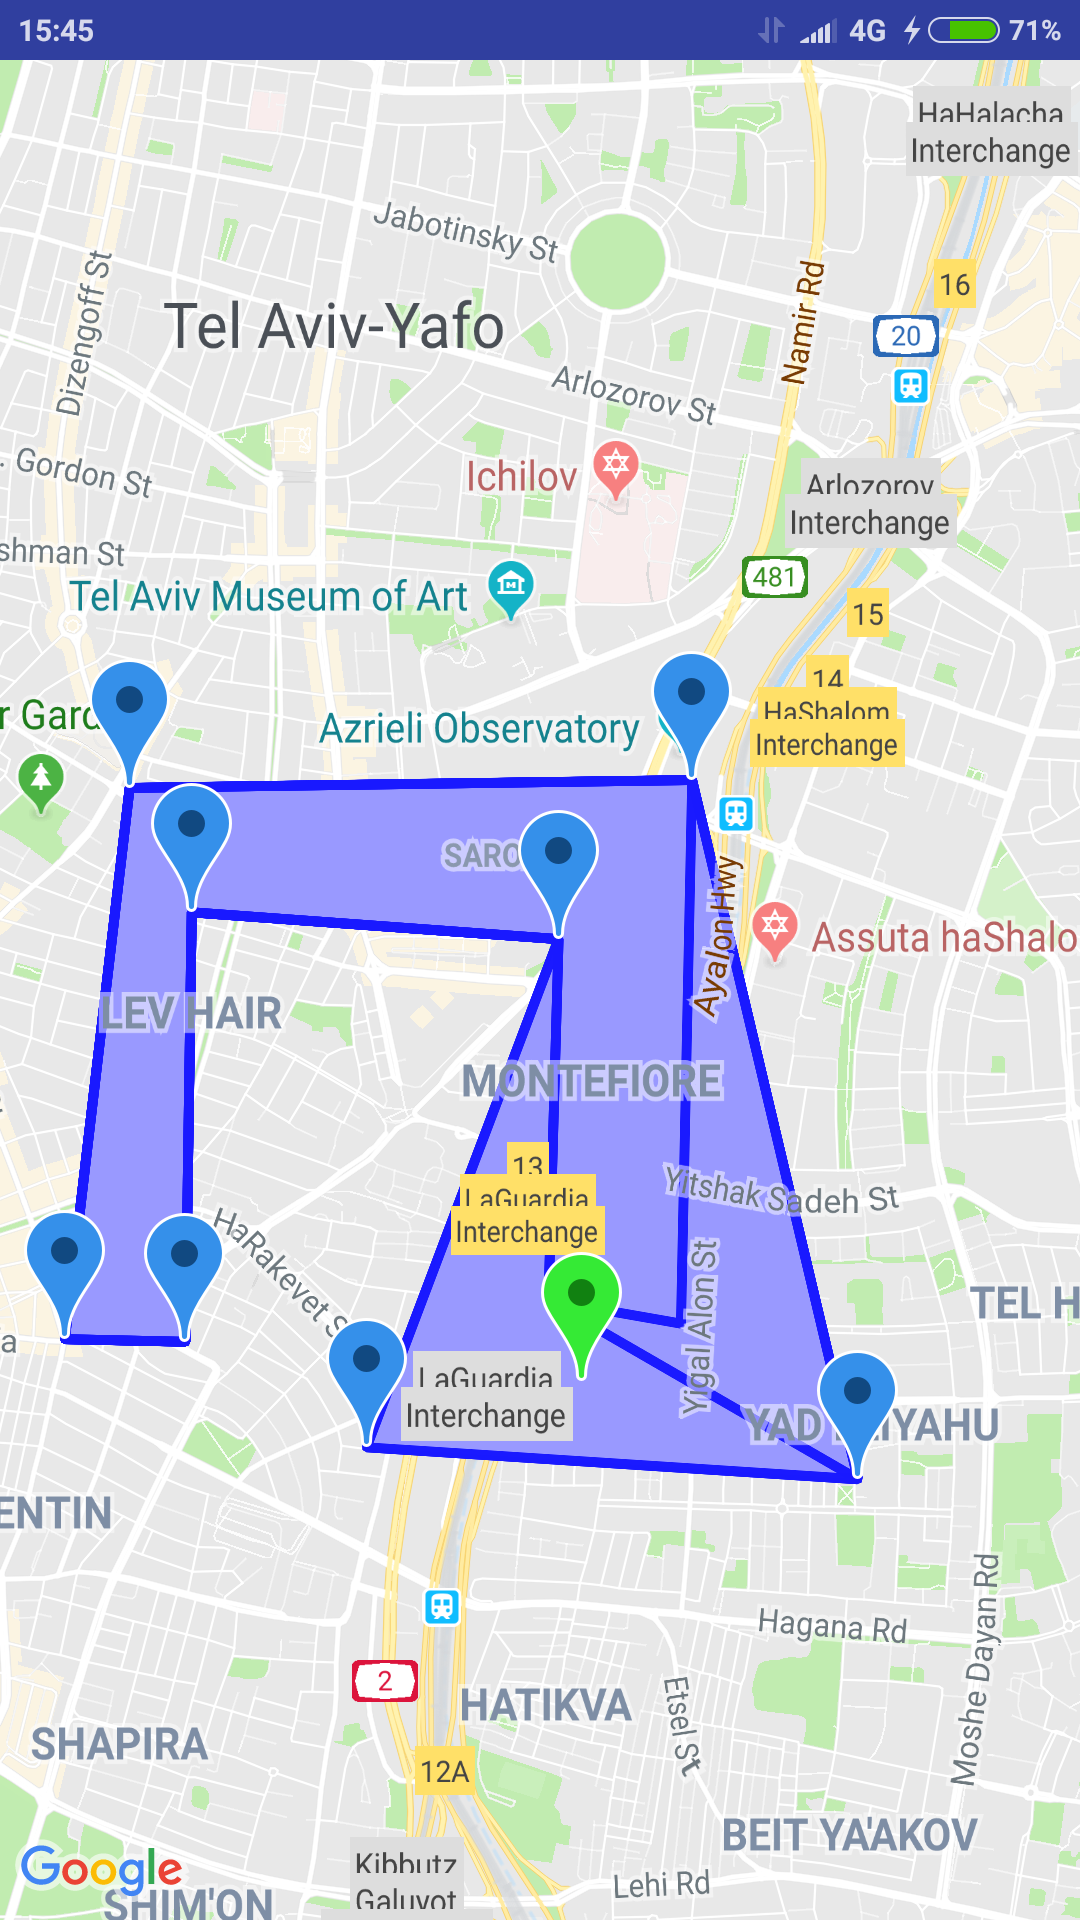 15:45
4G
71%
HaHalacha
Interchange
Jabotinsky St
Dizengoff St
Namir Rd
16
Tel Aviv-Yafo
20
Arlozorov St
. Gordon St
Ichilov
Arlozorov
Interchange
shman St
Tel Aviv Museum of Art
481
15
14
HaShalom
Interchange
r Gard
Azrieli Observatory
SARO
Ayalon Hwy
Assuta haShalo
LEV HAIR
MONTEFIORE
13
LaGuardia
Interchange
Yitshak Sadeh St
HaRakevet S
Yigal Alon St
TEL H
a
LaGuardia
Interchange
YAD
IYAHU
ENTIN
Hagana Rd
Moshe Dayan Rd
2
HATIKVA
Etsel St
SHAPIRA
12A
BEIT YA'AKOV
Kibbutz
Galuyot
Google
Lehi Rd
SHIM'ON